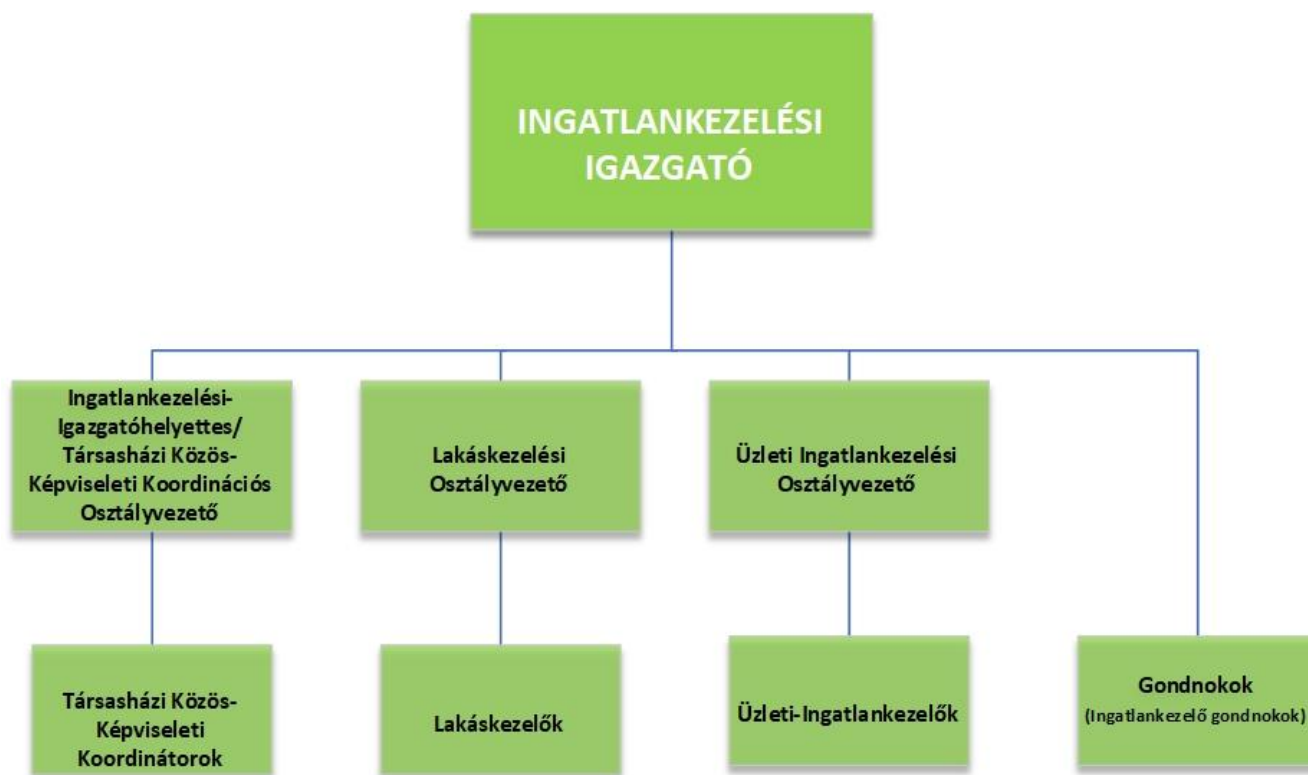 INGATLANKEZELÉSI
IGAZGATÓ
Ingatlankezelési-
Igazgatóhelyettes/
Társasházi Közös-
Képviseleti Koordinációs
Osztályvezető
Lakáskezelési
Osztályvezető
Üzleti Ingatlankezelési
Osztályvezető
Társasházi Közös-
Képviseleti
Koordinátorok
Lakáskezelők
Üzleti-Ingatlankezelők
Gondnokok
(Ingatlankezelő gondnokok)